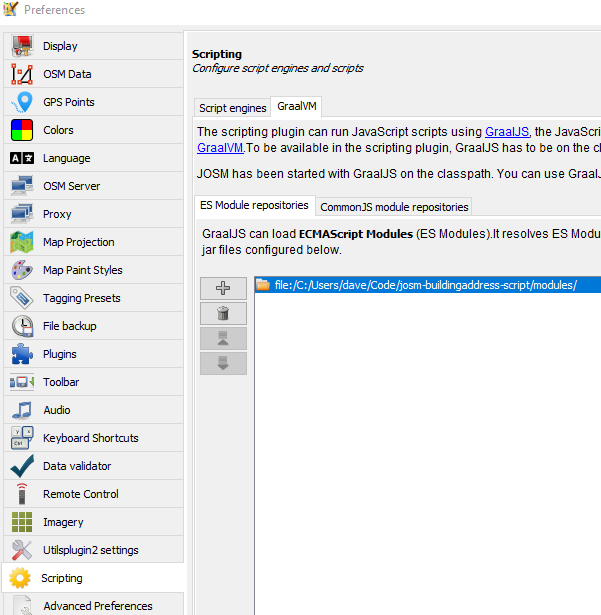 Preferences
Display
OSM Data
GPS Points
Colors
Language
OSM Server
Proxy
Map Projection
Map Paint Styles
Tagging Presets
File backup
Plugins
Toolbar
Audio
Keyboard Shortcuts
Data validator
Remote Control
Imagery
Utilsplugin2 settings
Scripting
Advanced Preferences
Scripting
Configure script engines and scripts
Script engines GraalVM
The scripting plugin can run JavaScript scripts using GraalJS, the JavaScri
GraalVM.To be available in the scripting plugin, GraalJS has to be on the cl
JOSM has been started with GraalJS on the classpath. You can use GraalJ
ES Module repositories CommonJS module repositories
GraalJS can load ECMAScript Modules (ES Modules).It resolves ES Modu
jar files configured below.
file:/C:/Users/dave/Code/josm-buildingaddress-script/modules/